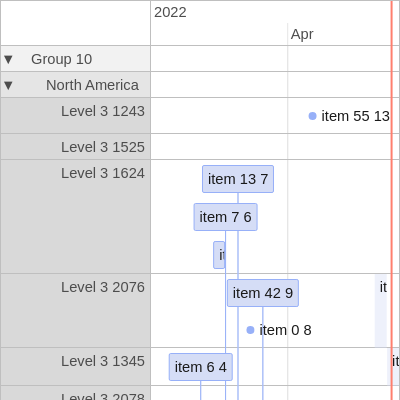 2022
Apr
▼ Group 10
▼ North America
Level 3 1243
item 55 13
Level 3 1525
Level 3 1624
item 13 7
item 7 6
it
Level 3 2076
item 42 9
it
item 0 8
Level 3 1345
item 6 4
it
Level 3 2078